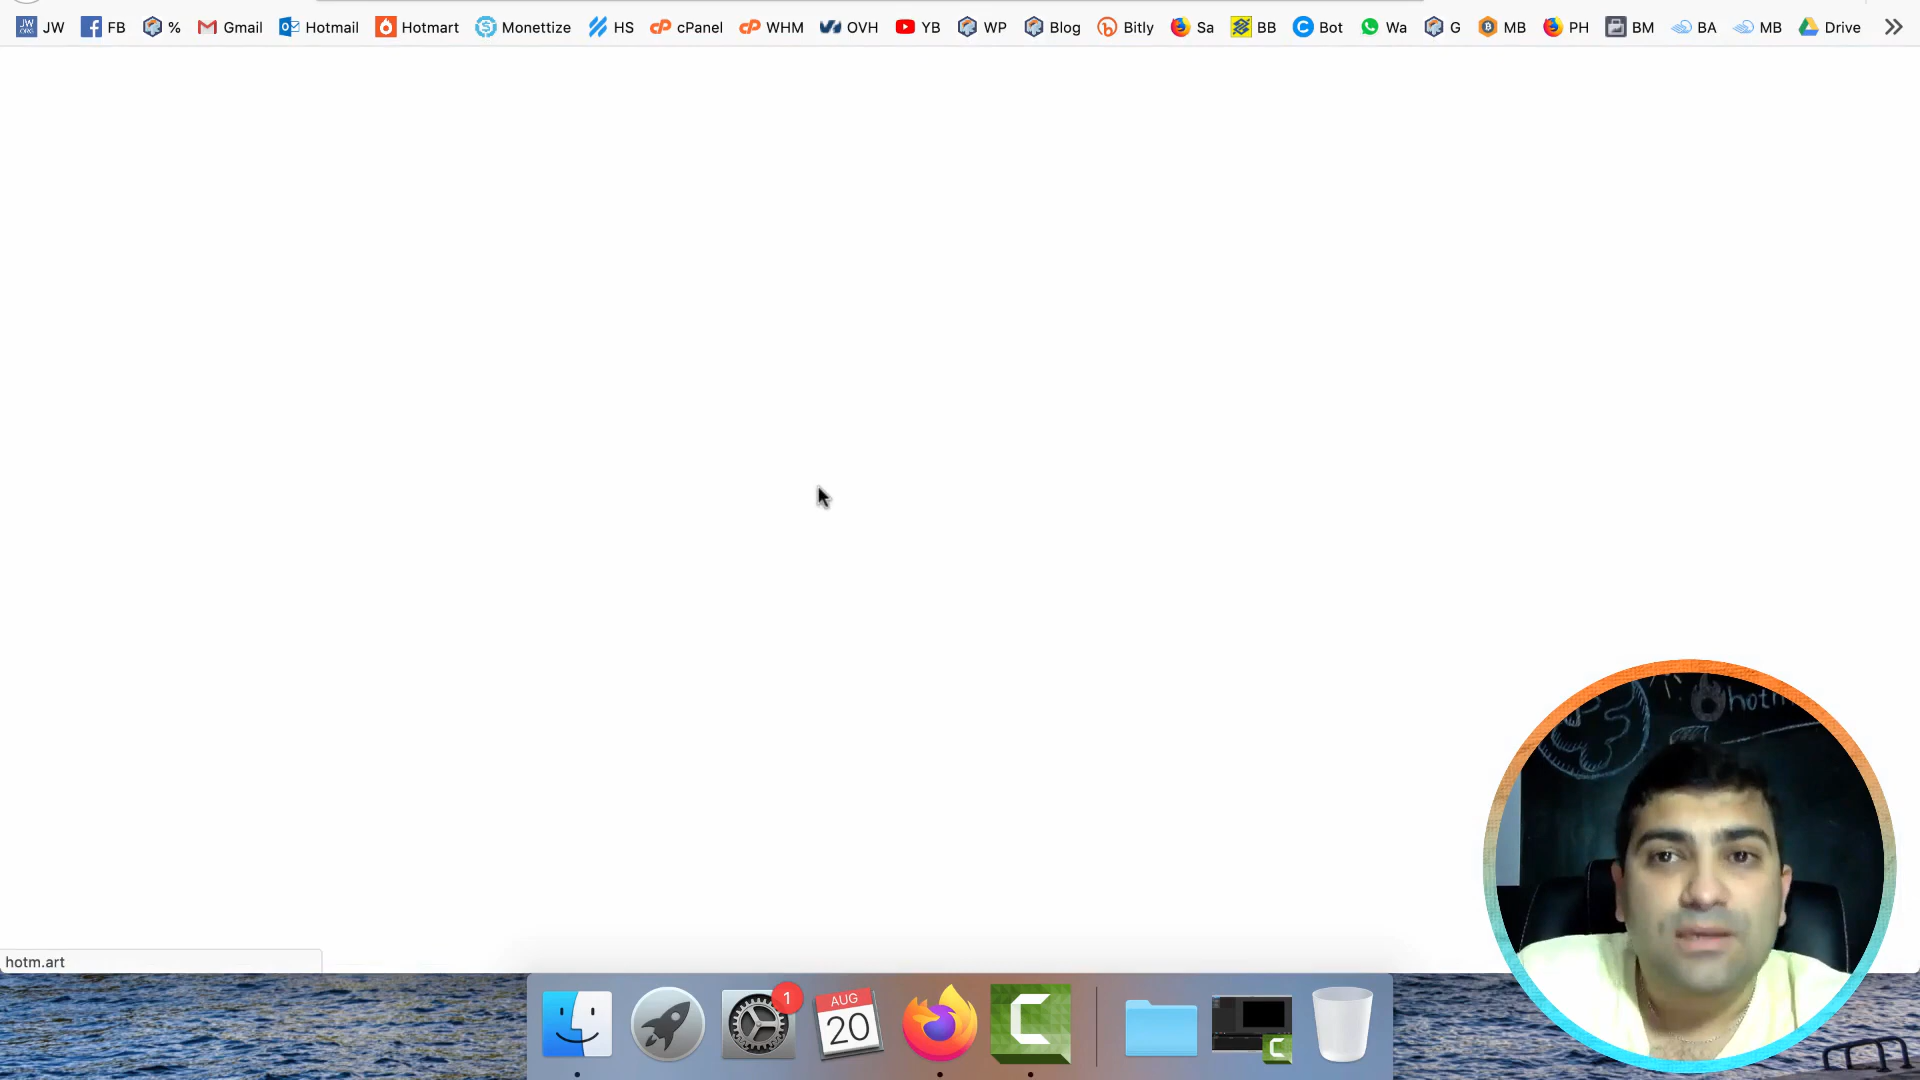 JW FB % Gmail Hotmail Hotmart Monettize HS cPanel WHM OVH YB WP Blog Bitly Sa BB Bot Wa G MB PH BM BA MB Drive
hotm
hotm.art
1
AUG
20